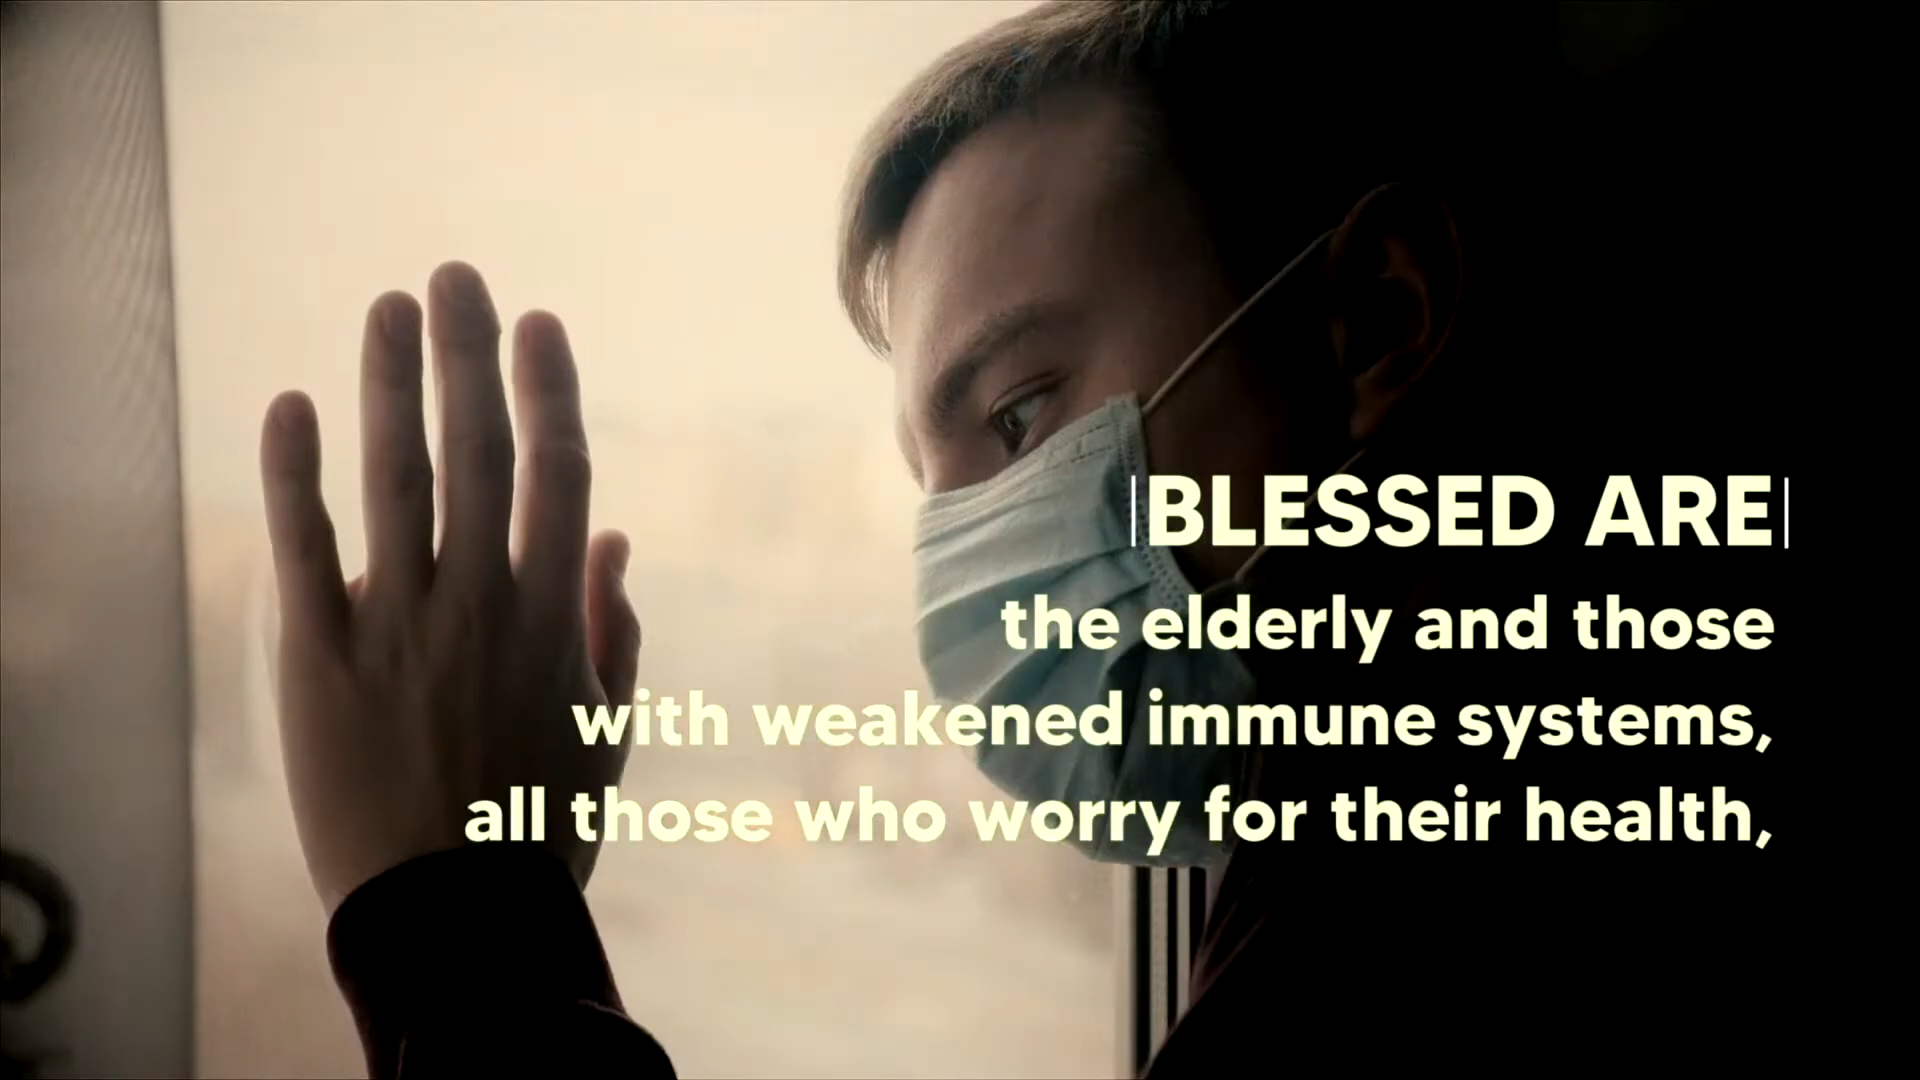 BLESSED ARE
the elderly and those
with weakened immune systems,
all those who worry for their health,